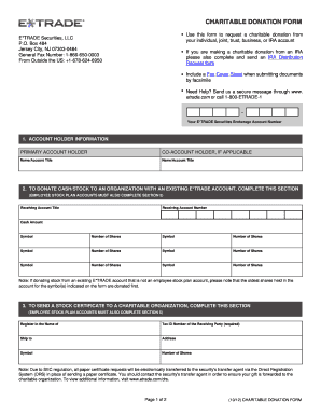 E*TRADE
CHARITABLE DONATION FORM
E*TRADE Securities, LLC
P.O. Box 484
Jersey City, NJ 07303-0484
General Fax Number : 1-866-650-0003
From Outside the US: +1-678-624-6950
Use this form to request a charitable donation from
your individual, joint, trust, business, or IRA account.
If you are making a charitable donation from an IRA
please also complete and send an IRA Distribution
Request form
Include a Fax Cover Sheet when submitting documents
by facsimile
Need Help? Send us a secure message through www.
etrade.com or call 1-800-ETRADE-1
-
Your E*TRADE Securities Brokerage Account Number
1. ACCOUNT HOLDER INFORMATION
PRIMARY ACCOUNT HOLDER
CO-ACCOUNT HOLDER, IF APPLICABLE
Name/Account Title
Name/Account Title
2. TO DONATE CASH/STOCK TO AN ORGANIZATION WITH AN EXISTING E*TRADE ACCOUNT, COMPLETE THIS SECTION
(EMPLOYEE STOCK PLAN ACCOUNTS MUST ALSO COMPLETE SECTION 5)
Receiving Account Title
Receiving Account Number
Cash Amount
Symbol
Number of Shares
Symbol
Number of Shares
Symbol
Number of Shares
Symbol
Number of Shares
Symbol
Number of Shares
Symbol
Number of Shares
Note: If donating stock from an existing E*TRADE account that is not an employee stock plan account, please note that the oldest shares held in the
account for the symbol(s) indicated on the form are donated first.
3. TO SEND A STOCK CERTIFICATE TO A CHARITABLE ORGANIZATION, COMPLETE THIS SECTION
(EMPLOYEE STOCK PLAN ACCOUNTS MUST ALSO COMPLETE SECTION 5)
Register in the Name of
Tax ID Number of the Receiving Party (required)
Ship to
Address
Symbol
Number of Shares
Note: Due to SEC regulation, all paper certificate requests will be electronically transferred to the security's transfer agent via the Direct Registration
System (DRS) in place of sending a paper certificate. You should contact the security's transfer agent in order to ensure your gift is forwarded to the
charitable organization. To view additional information, visit www.etrade.com/drs.
Page 1 of 2
(10/12) CHARITABLE DONATION FORM